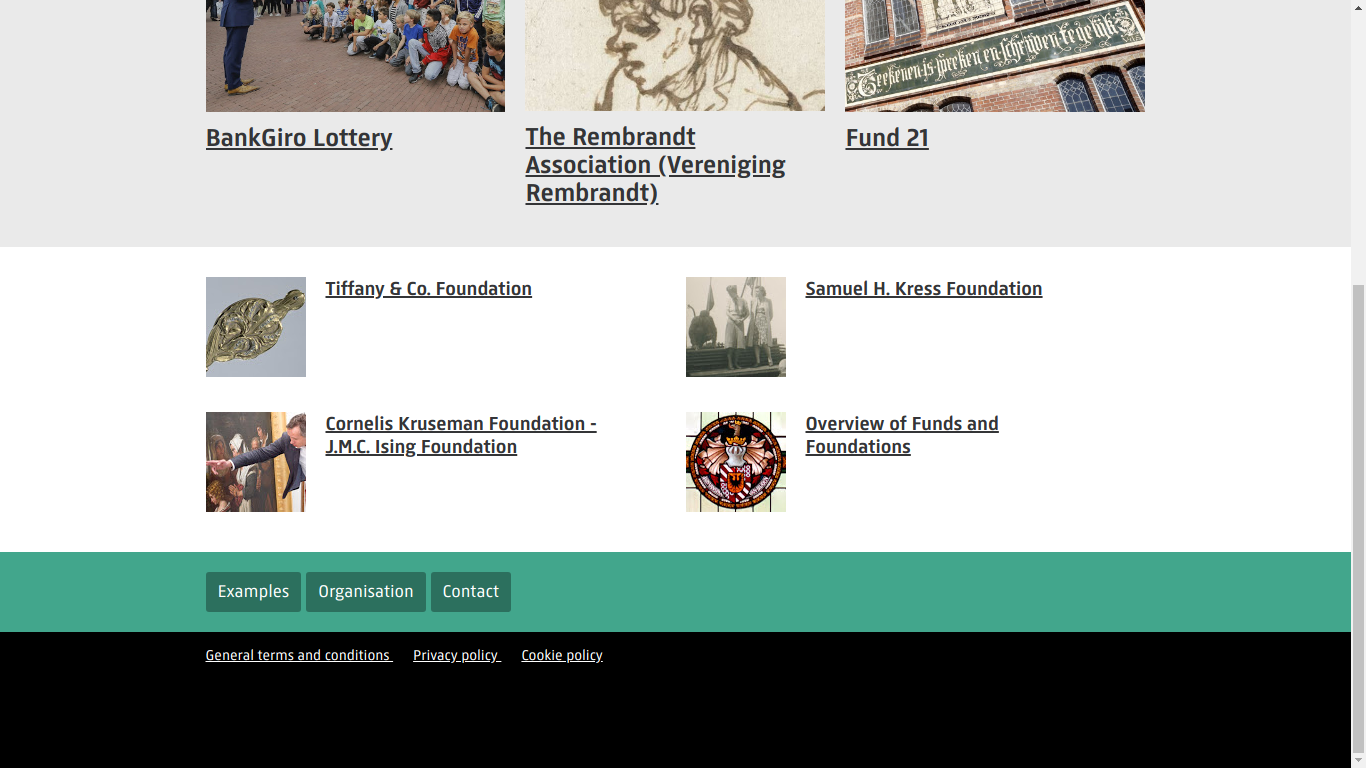 Teekenen is spreken en schrijven tegelijk
BankGiro Lottery
The Rembrandt
Association (Vereniging
Rembrandt)
Fund 21
Tiffany & Co. Foundation
Samuel H. Kress Foundation
Cornelis Kruseman Foundation -
J.M.C. Ising Foundation
Overview of Funds and
Foundations
Examples
Organisation
Contact
General terms and conditions
Privacy policy
Cookie policy